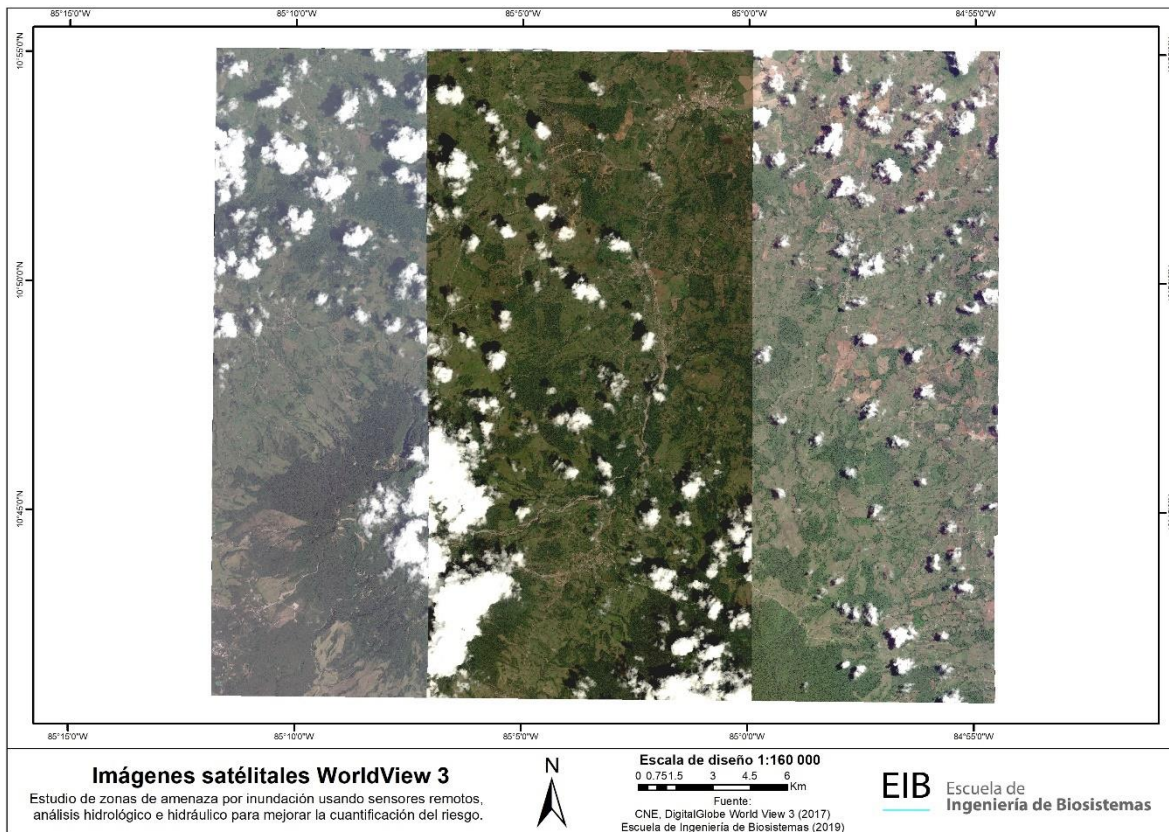 85°15'0"W 85°10'0"W 85°5'0"W 85°0'0"W 84°55'0"W
10°55'0"N
10°50'0"N
10°45'0"N
85°15'0"W 85°10'0"W 85°5'0"W 85°0'0"W 84°55'0"W
Imágenes satélitales WorldView 3
Estudio de zonas de amenaza por inundación usando sensores remotos,
análisis hidrológico e hidráulico para mejorar la cuantificación del riesgo.
N
Escala de diseño 1:160 000
0 0.75 1.5 3 4.5 6
Km
Fuente:
CNE, DigitalGlobe World View 3 (2017)
Escuela de Ingeniería de Biosistemas (2019)
EIB
Escuela de
Ingeniería de Biosistemas